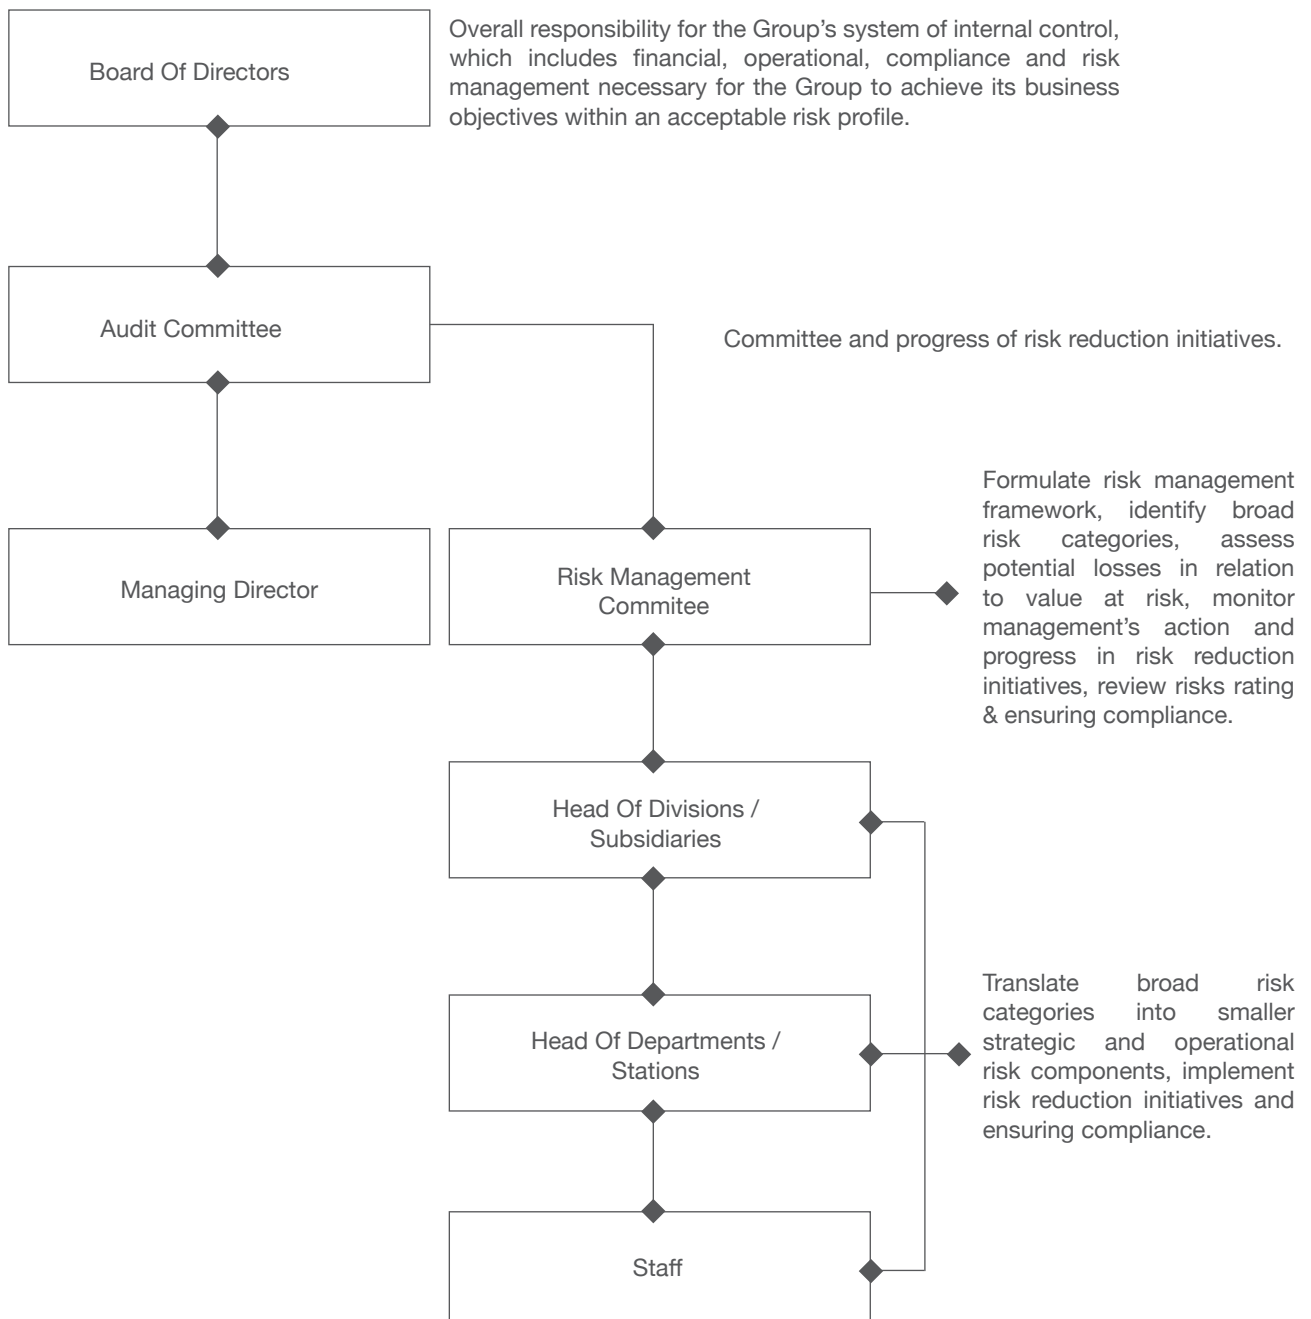 Board Of Directors
Overall responsibility for the Group’s system of internal control,
which includes financial, operational, compliance and risk
management necessary for the Group to achieve its business
objectives within an acceptable risk profile.
Audit Committee
Committee and progress of risk reduction initiatives.
Managing Director
Risk Management
Commitee
Formulate risk management
framework, identify broad
risk categories, assess
potential losses in relation
to value at risk, monitor
management’s action and
progress in risk reduction
initiatives, review risks rating
& ensuring compliance.
Head Of Divisions /
Subsidiaries
Head Of Departments /
Stations
Translate broad risk
categories into smaller
strategic and operational
risk components, implement
risk reduction initiatives and
ensuring compliance.
Staff